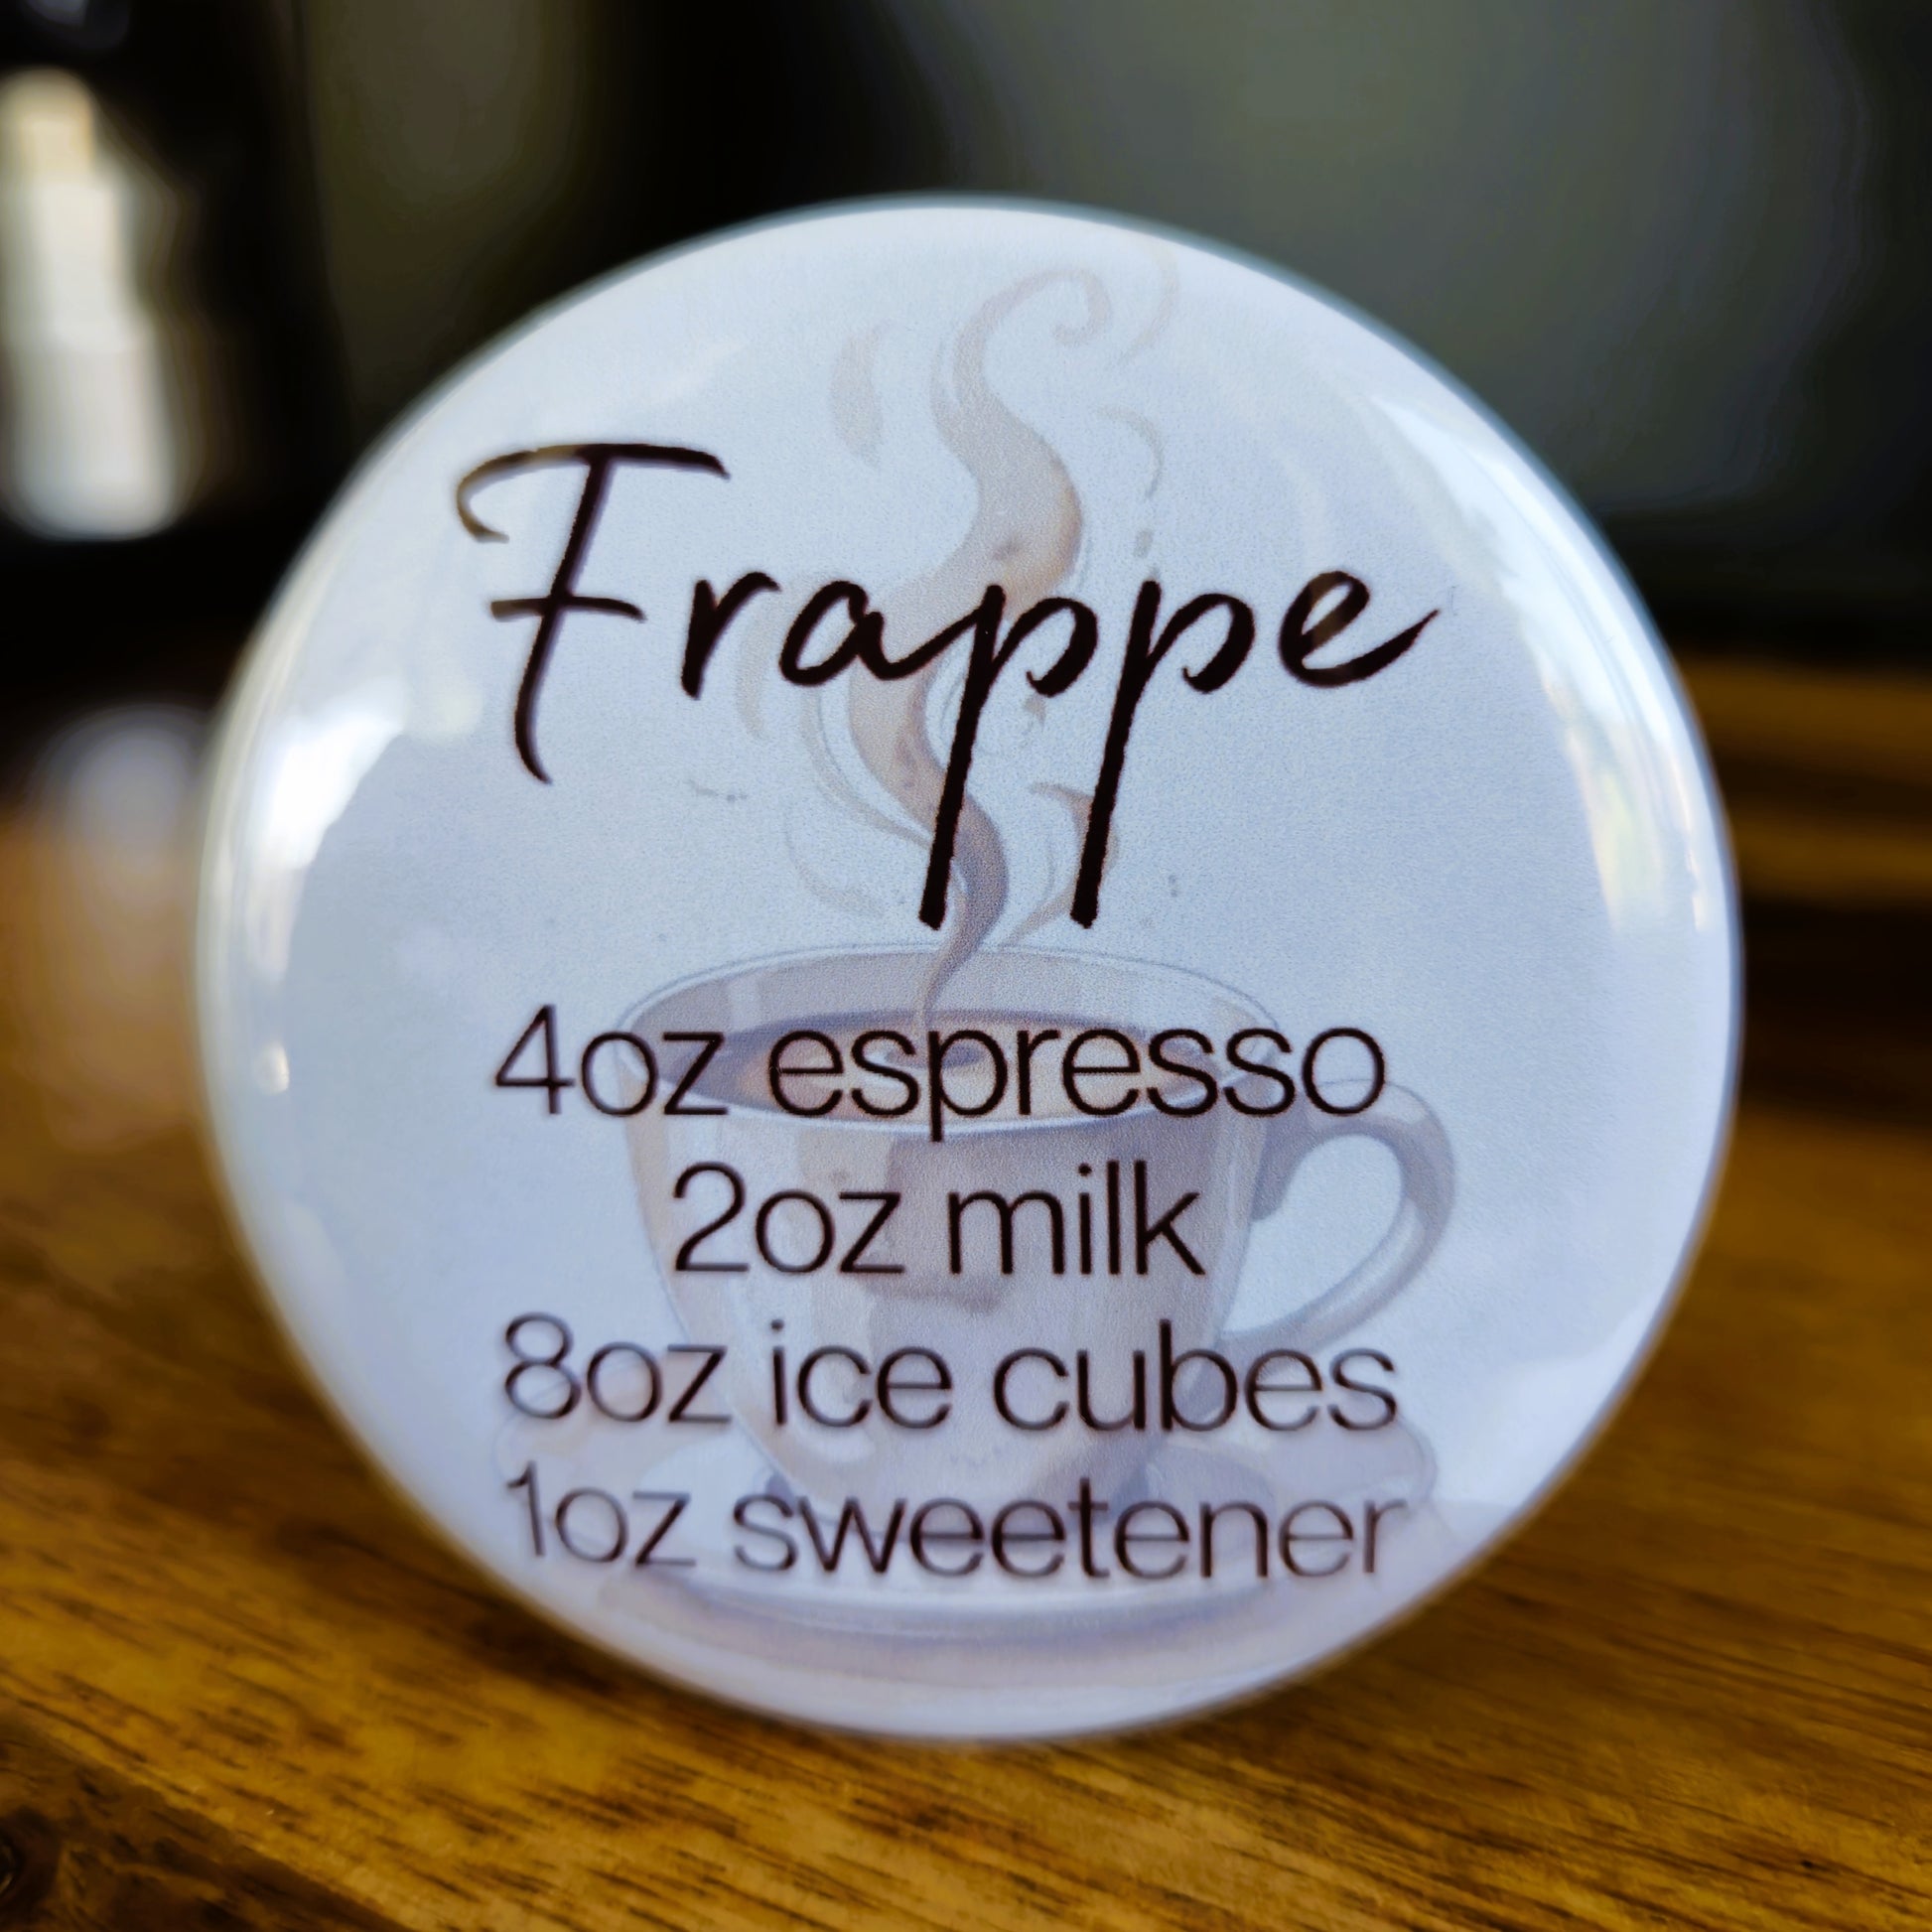 Frappe
4oz espresso
2oz milk
8oz ice cubes
1oz sweetener